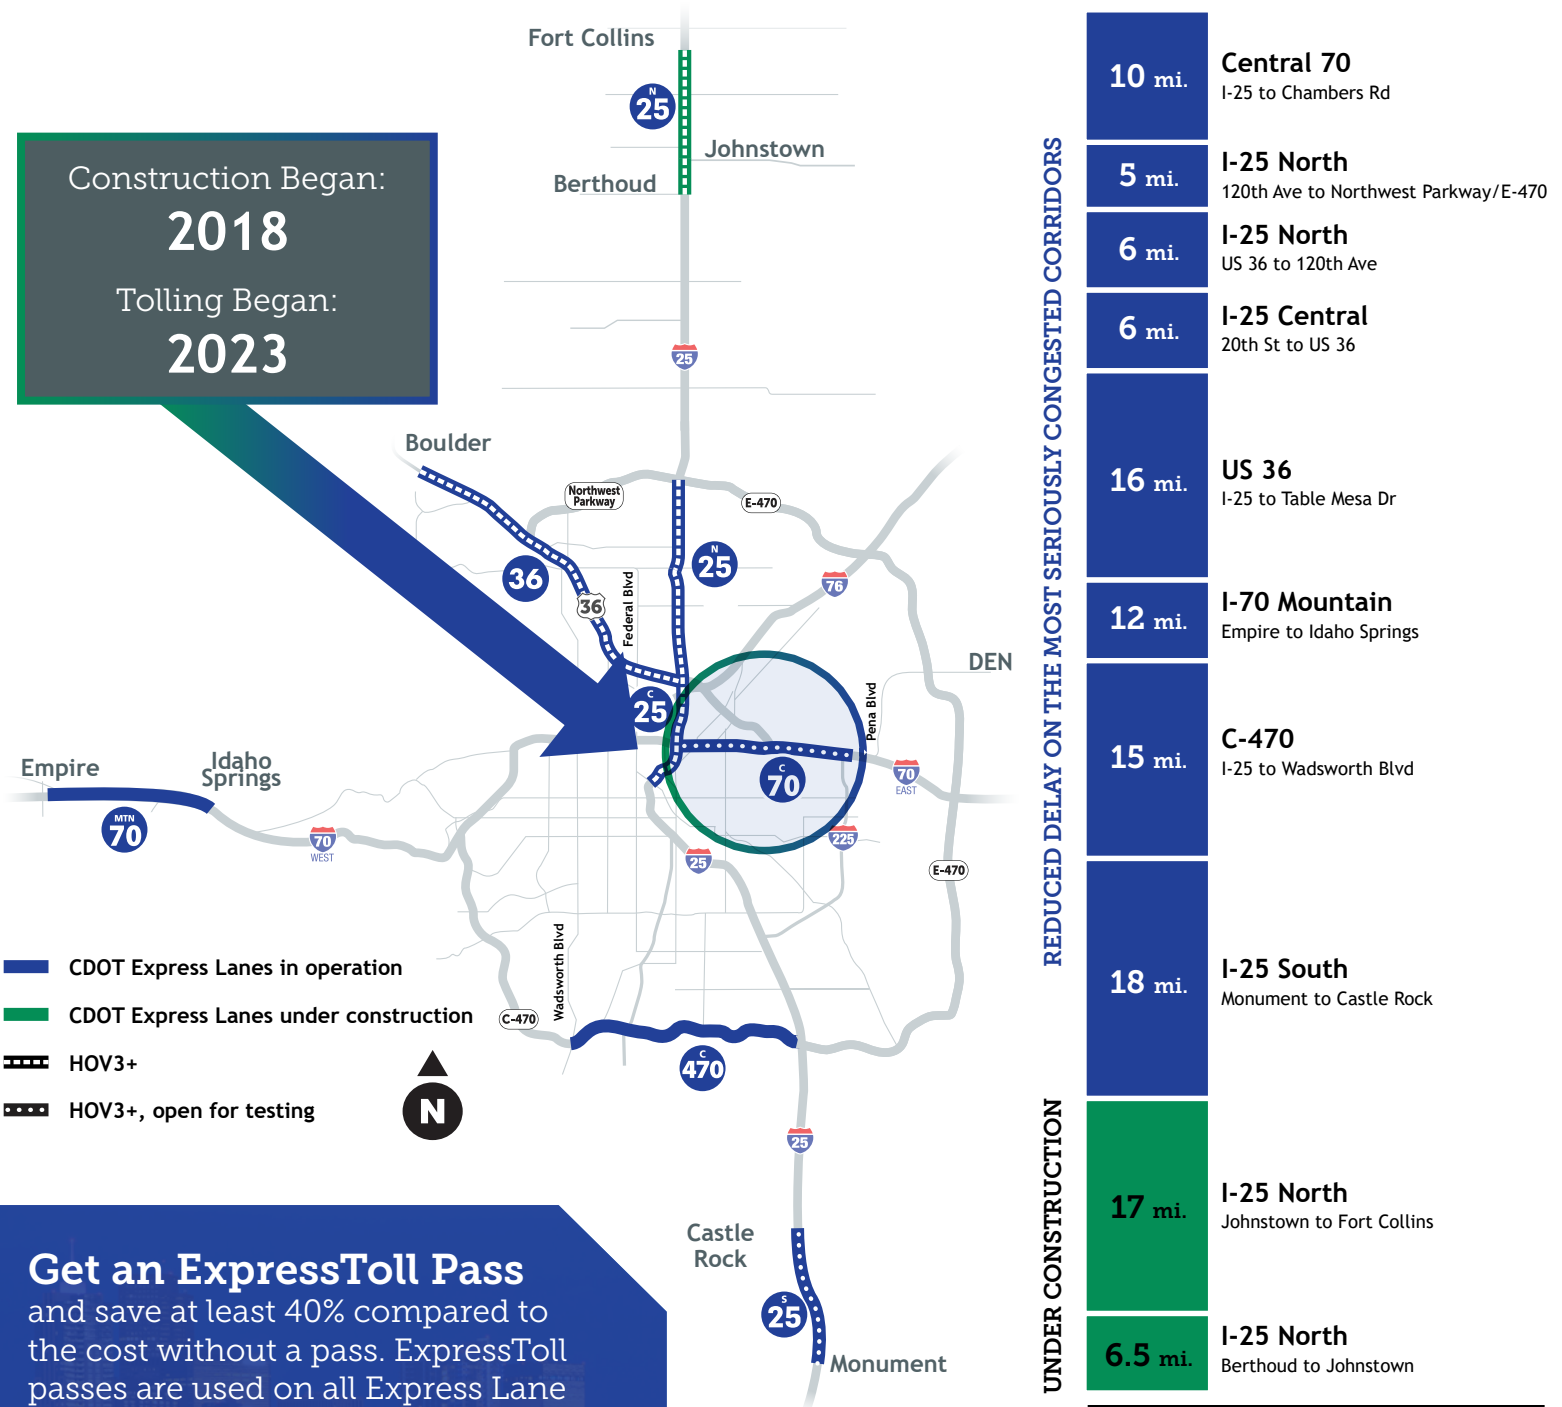 Fort Collins
N
25
Johnstown
Berthoud
Construction Began:
2018
Tolling Began:
2023
25
Boulder
Northwest
Parkway
E-470
N
25
36
36
Federal Blvd
76
DEN
Pena Blvd
C
25
C
70
70
EAST
225
25
E-470
Empire
Idaho
Springs
MTN
70
70
WEST
Wadsworth Blvd
C-470
C
470
25
CDOT Express Lanes in operation
CDOT Express Lanes under construction
HOV3+
HOV3+, open for testing
N
Castle
Rock
S
25
Monument
Get an ExpressToll Pass
and save at least 40% compared to
the cost without a pass. ExpressToll
passes are used on all Express Lane
REDUCED DELAY ON THE MOST SERIOUSLY CONGESTED CORRIDORS
10 mi.
Central 70
I-25 to Chambers Rd
5 mi.
I-25 North
120th Ave to Northwest Parkway/E-470
6 mi.
I-25 North
US 36 to 120th Ave
6 mi.
I-25 Central
20th St to US 36
16 mi.
US 36
I-25 to Table Mesa Dr
12 mi.
I-70 Mountain
Empire to Idaho Springs
15 mi.
C-470
I-25 to Wadsworth Blvd
18 mi.
I-25 South
Monument to Castle Rock
UNDER CONSTRUCTION
17 mi.
I-25 North
Johnstown to Fort Collins
6.5 mi.
I-25 North
Berthoud to Johnstown